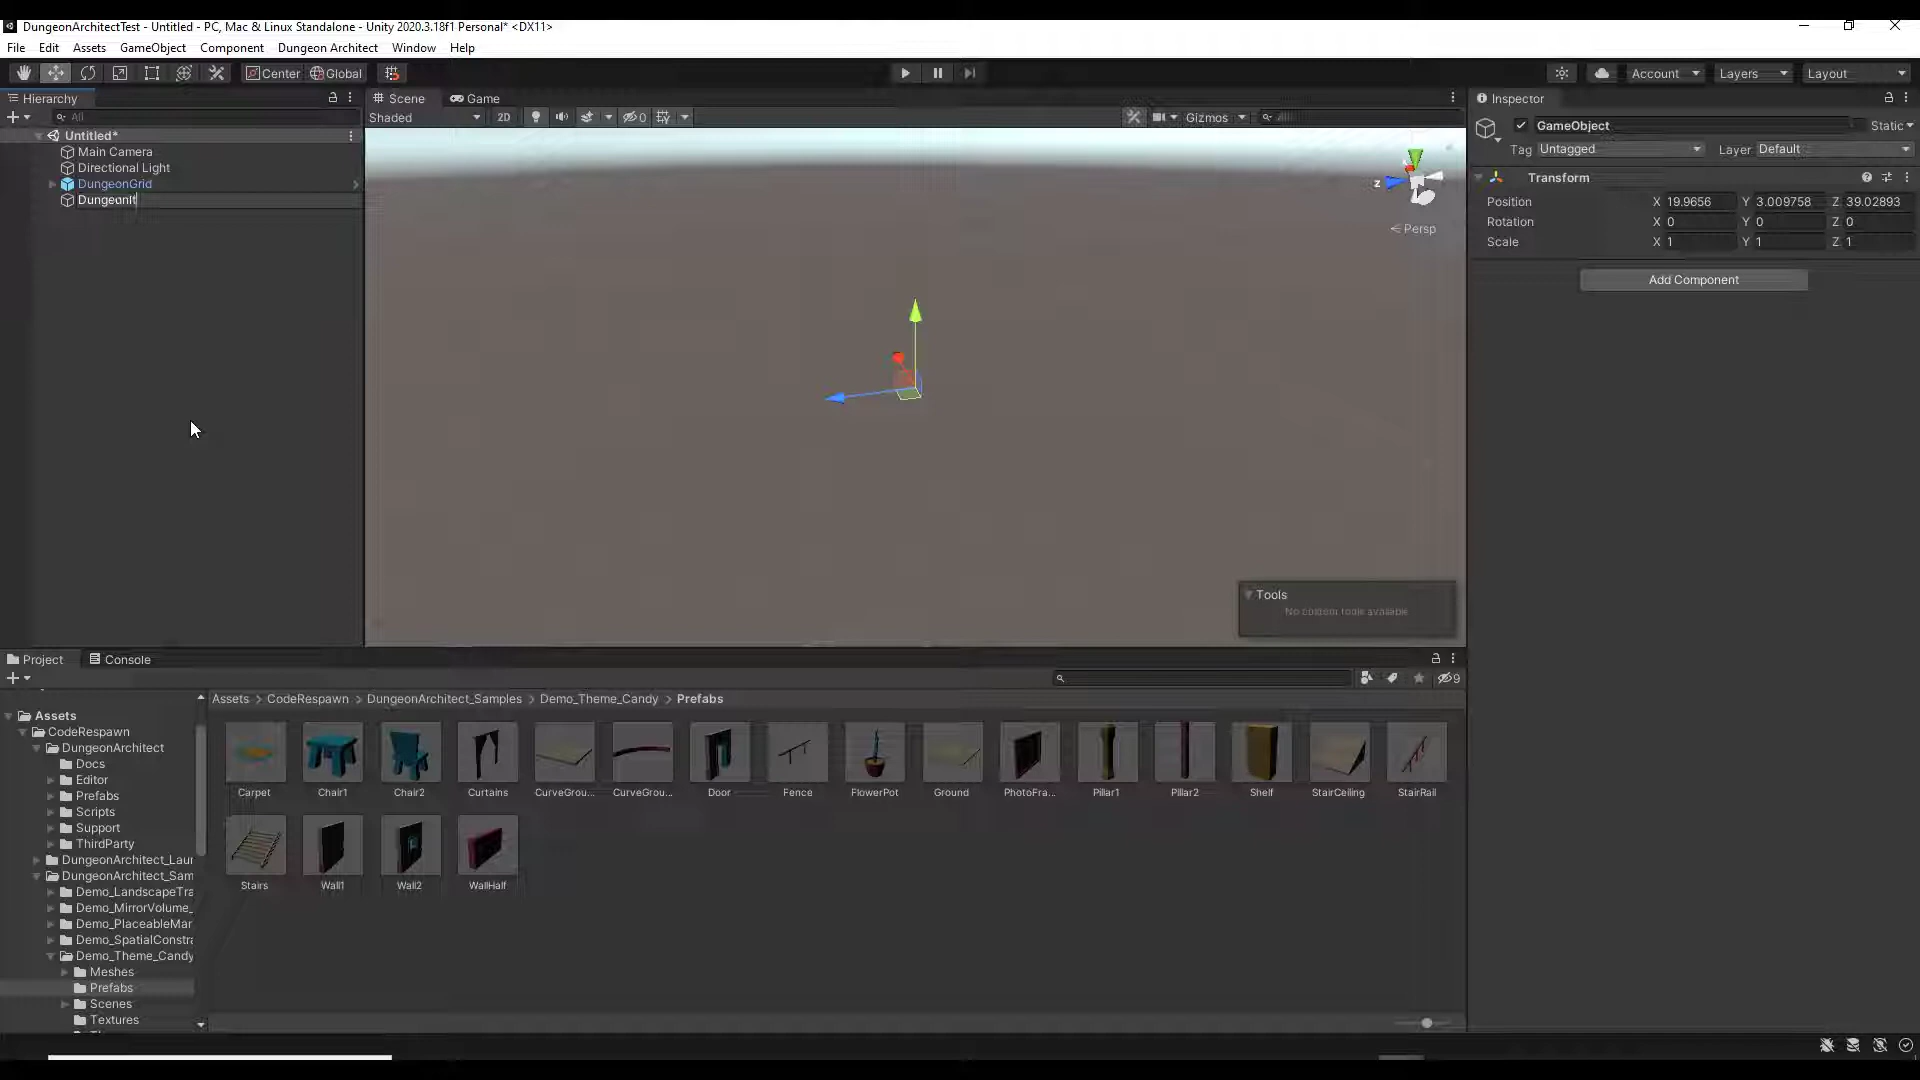 DungeonArchitectTest - Untitled - PC, Mac & Linux Standalone - Unity 2020.3.18f1 Personal* <DX11>
File Edit Assets GameObject Component Dungeon Architect Window Help
Center Global Account Layers Layout
Hierarchy
All
Untitled*
Main Camera
Directional Light
DungeonGrid
DungeonIt
Scene Game
Shaded 2D 0 Gizmos All
z
Persp
Tools
No custom tools available
Inspector
GameObject Static
Tag Untagged Layer Default
Transform
Position X 19.9656 Y 3.009758 Z 39.02893
Rotation X 0 Y 0 Z 0
Scale X 1 Y 1 Z 1
Add Component
Project Console
9
Assets
CodeRespawn
DungeonArchitect
Docs
Editor
Prefabs
Scripts
Support
ThirdParty
DungeonArchitect_Laur
DungeonArchitect_Sam
Demo_LandscapeTra
Demo_MirrorVolume_
Demo_PlaceableMar
Demo_SpatialConstra
Demo_Theme_Candy
Meshes
Prefabs
Scenes
Textures
Assets > CodeRespawn > DungeonArchitect_Samples > Demo_Theme_Candy > Prefabs
Carpet Chair1 Chair2 Curtains CurveGrou... CurveGrou... Door Fence FlowerPot Ground PhotoFra... Pillar1 Pillar2 Shelf StairCeiling StairRail
Stairs Wall1 Wall2 WallHalf